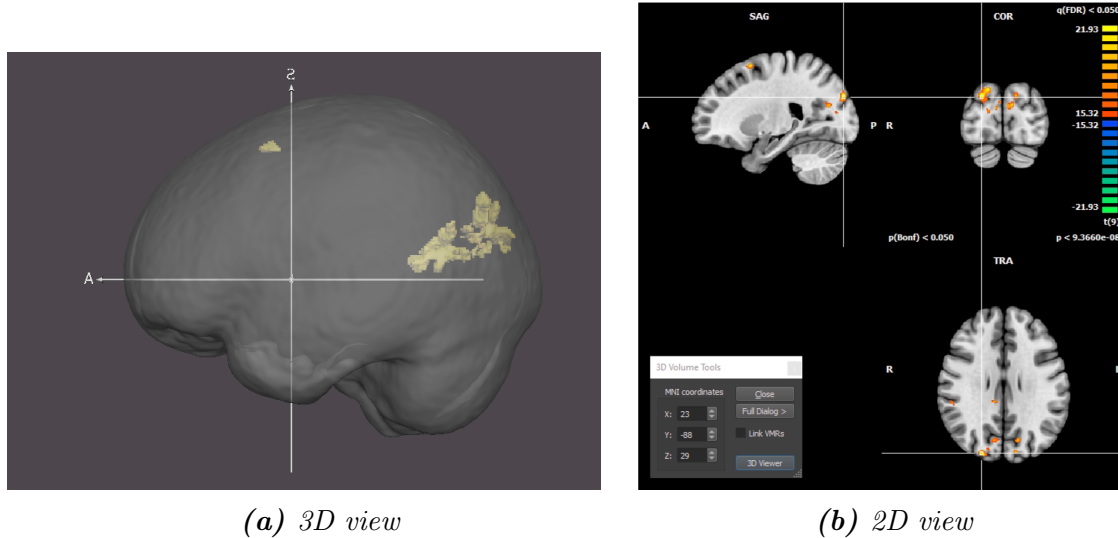 S
A
SAG
COR
q(FDR) < 0.050
21.93
15.32
-15.32
-21.93
t(9)
A
P
R
p(Bonf) < 0.050
p < 9.3660e-08
TRA
R
3D Volume Tools
MNI coordinates
X: 23
Y: -88
Z: 29
Close
Full Dialog >
Link VMRs
3D Viewer
(a) 3D view
(b) 2D view